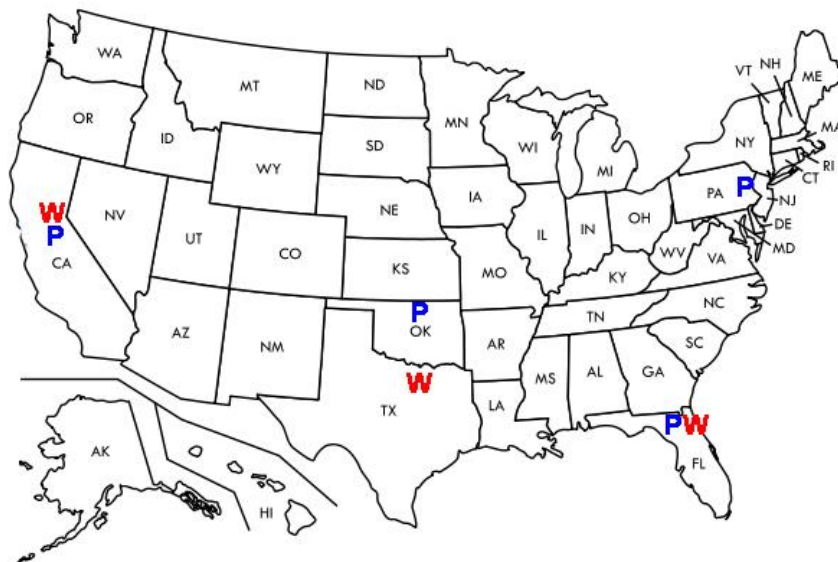 WA
MT
ND
MN
VT
NH
ME
OR
ID
SD
WI
MI
NY
MA
WY
RI
CT
IA
NE
PA
P
NJ
W
NV
UT
CO
IL
IN
OH
DE
MD
P
CA
KS
MO
WV
VA
KY
P
OK
TN
NC
AZ
NM
AR
SC
W
TX
MS
AL
GA
LA
P W
FL
AK
HI